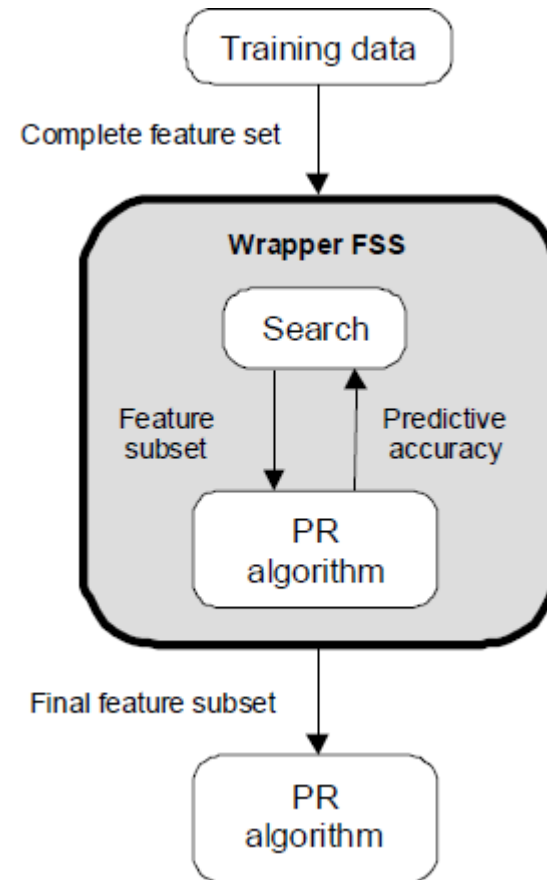 Training data
Complete feature set
Wrapper FSS
Search
Feature
subset
Predictive
accuracy
PR
algorithm
Final feature subset
PR
algorithm